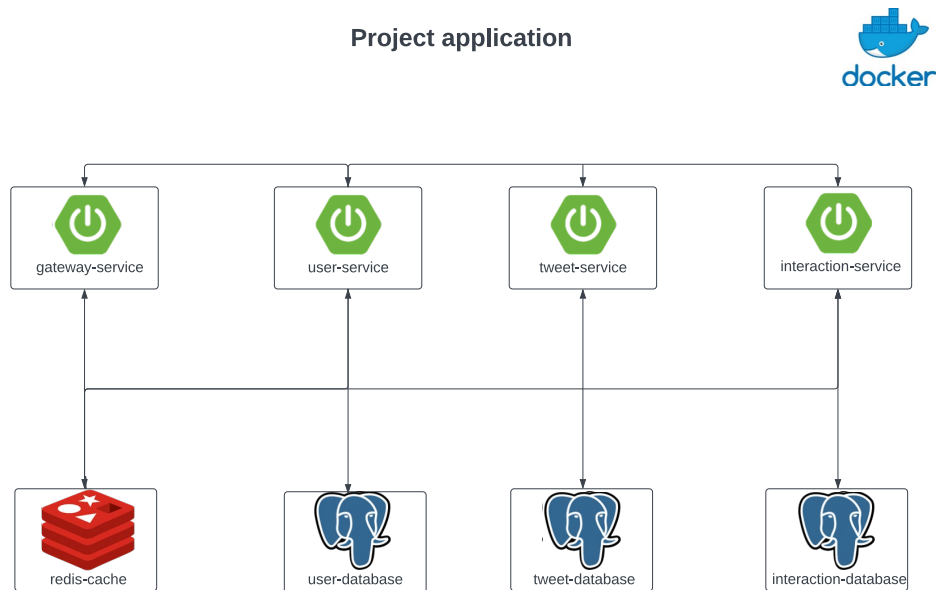 Project application
docker
gateway-service
user-service
tweet-service
interaction-service
redis-cache
user-database
tweet-database
interaction-database